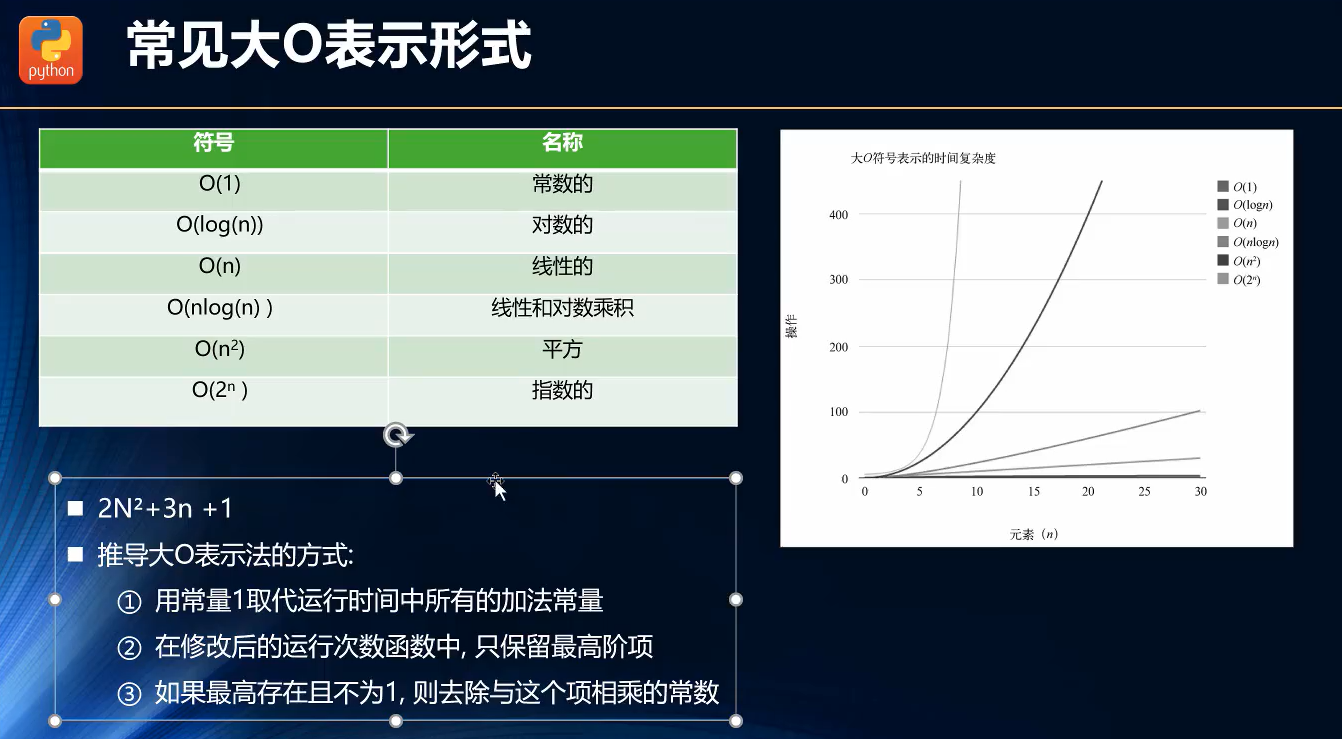 python
常见大O表示形式
符号 名称
O(1) 常数的
O(log(n)) 对数的
O(n) 线性的
O(nlog(n) ) 线性和对数乘积
O(n²) 平方
O(2ⁿ ) 指数的
■ 2N²+3n +1
■ 推导大O表示法的方式:
① 用常量1取代运行时间中所有的加法常量
② 在修改后的运行次数函数中, 只保留最高阶项
③ 如果最高存在且不为1, 则去除与这个项相乘的常数
大O符号表示的时间复杂度
O(1)
O(logn)
O(n)
O(nlogn)
O(n²)
O(2ⁿ)
400
300
200
100
0
操作
0 5 10 15 20 25 30
元素（n）